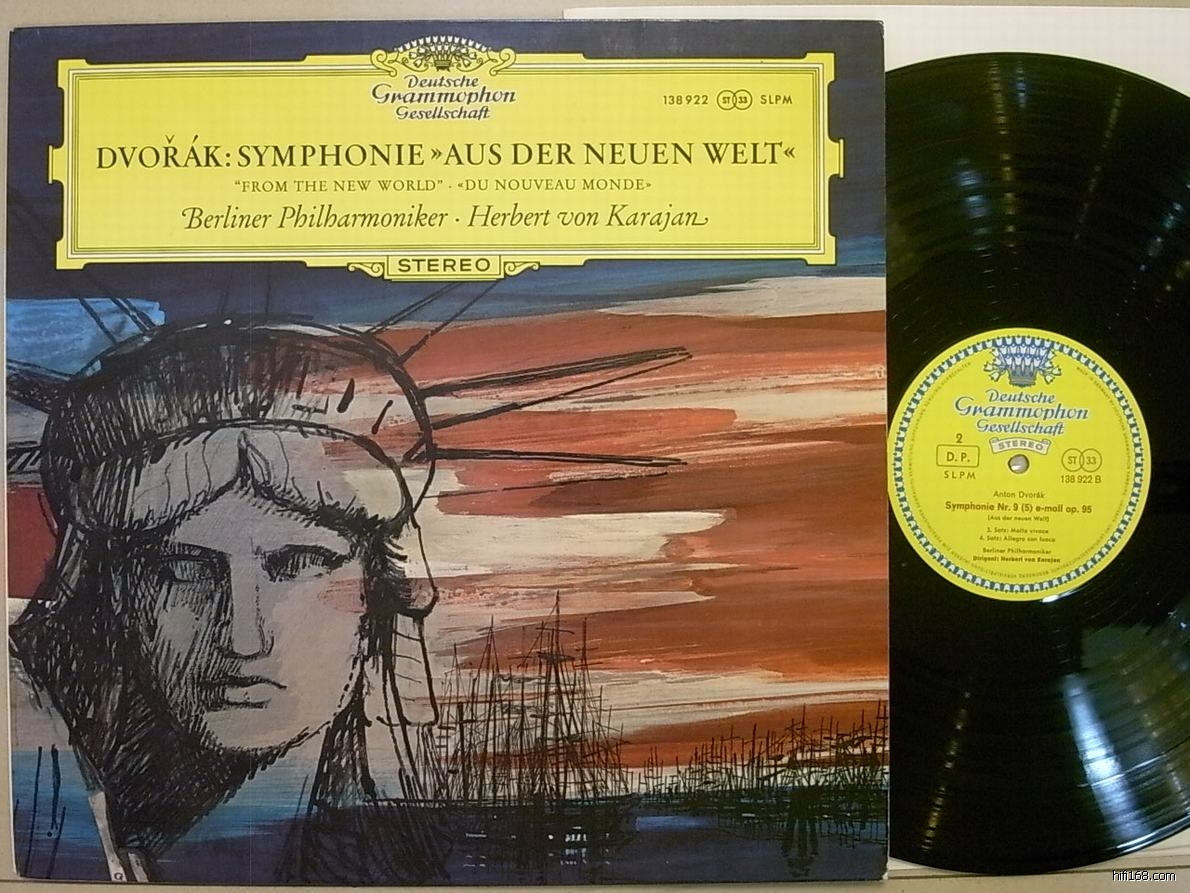 Deutsche
Grammophon
Gesellschaft
138 922 ST 33 SLPM
DVOŘÁK: SYMPHONIE »AUS DER NEUEN WELT«
"FROM THE NEW WORLD" · «DU NOUVEAU MONDE»
Berliner Philharmoniker · Herbert von Karajan
STEREO
Deutsche
Grammophon
Gesellschaft
STEREO
2
D. P.
SLPM
ST 33
138 922 B
Anton Dvorák
Symphonie Nr. 9 (5) e-moll op. 95
(Aus der neuen Welt)
3. Satz: Molto vivace
4. Satz: Allegro con fuoco
Berliner Philharmoniker
Dirigent: Herbert von Karajan
hifi168.com